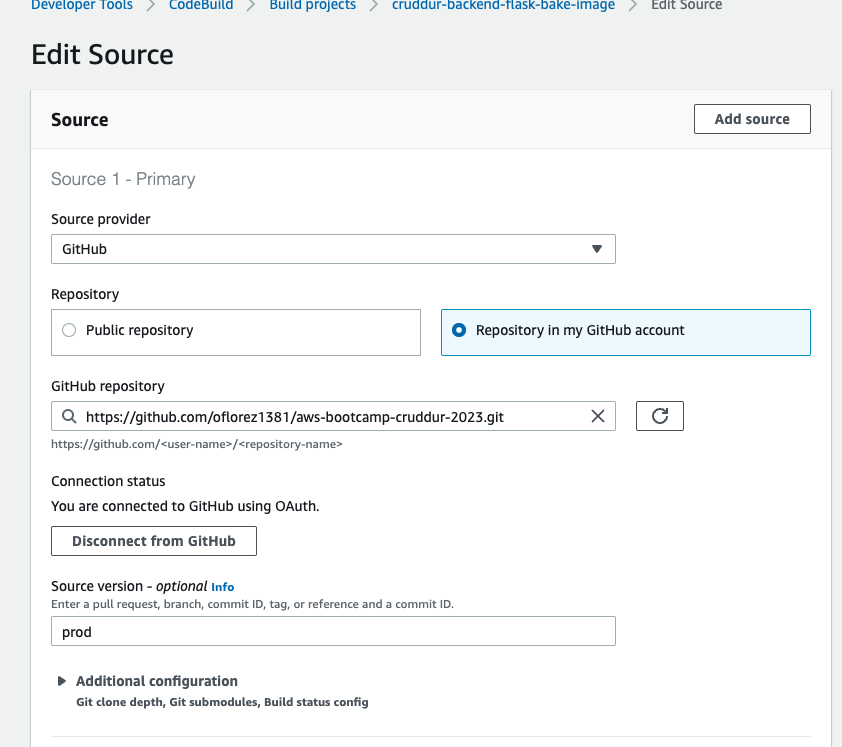 Developer Tools > CodeBuild > Build projects > cruddur-backend-flask-bake-image > Edit Source
Edit Source
Source
Add source
Source 1 - Primary
Source provider
GitHub
Repository
Public repository
Repository in my GitHub account
GitHub repository
https://github.com/oflorez1381/aws-bootcamp-cruddur-2023.git
https://github.com/<user-name>/<repository-name>
Connection status
You are connected to GitHub using OAuth.
Disconnect from GitHub
Source version - optional Info
Enter a pull request, branch, commit ID, tag, or reference and a commit ID.
prod
Additional configuration
Git clone depth, Git submodules, Build status config